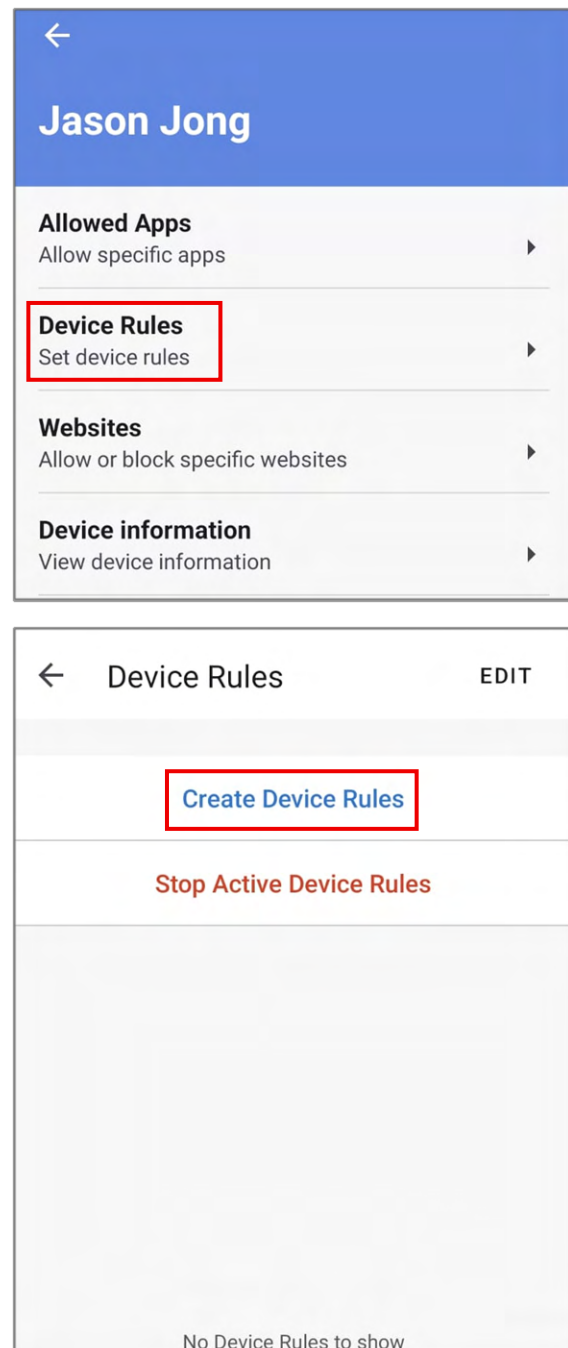 Jason Jong
Allowed Apps
Allow specific apps
Device Rules
Set device rules
Websites
Allow or block specific websites
Device information
View device information
Device Rules EDIT
Create Device Rules
Stop Active Device Rules
No Device Rules to show